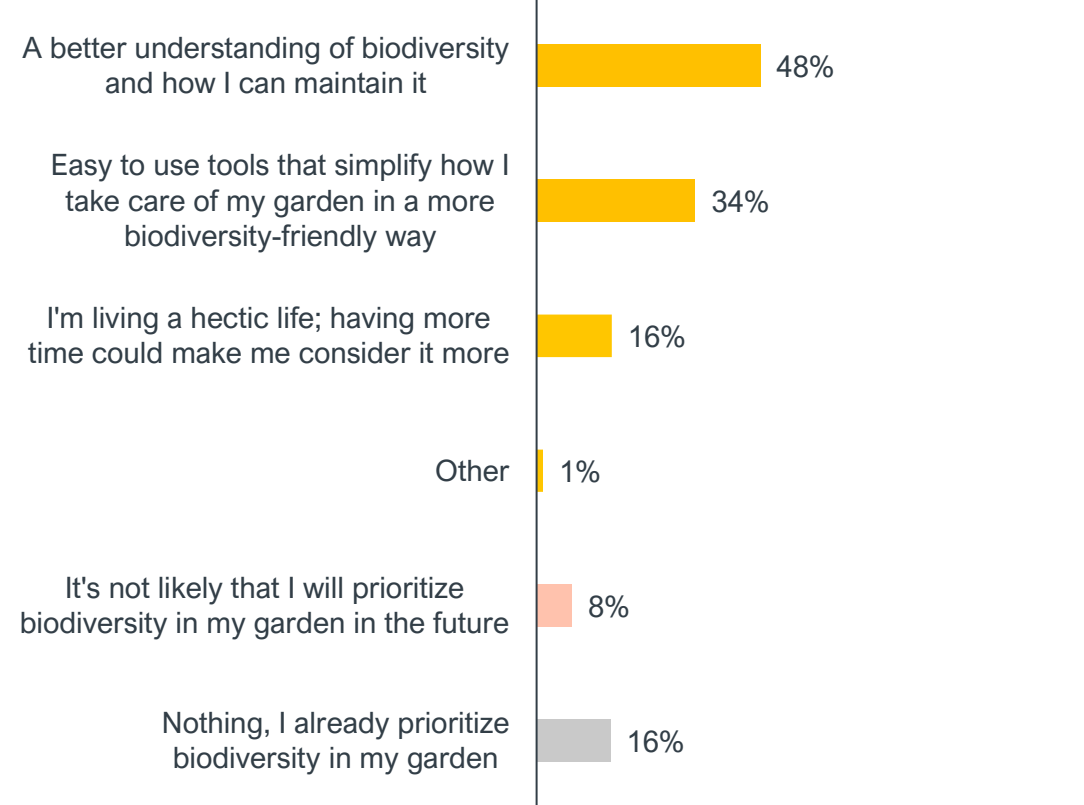 A better understanding of biodiversity
and how I can maintain it
48%
Easy to use tools that simplify how I
take care of my garden in a more
biodiversity-friendly way
34%
I'm living a hectic life; having more
time could make me consider it more
16%
Other
1%
It's not likely that I will prioritize
biodiversity in my garden in the future
8%
Nothing, I already prioritize
biodiversity in my garden
16%